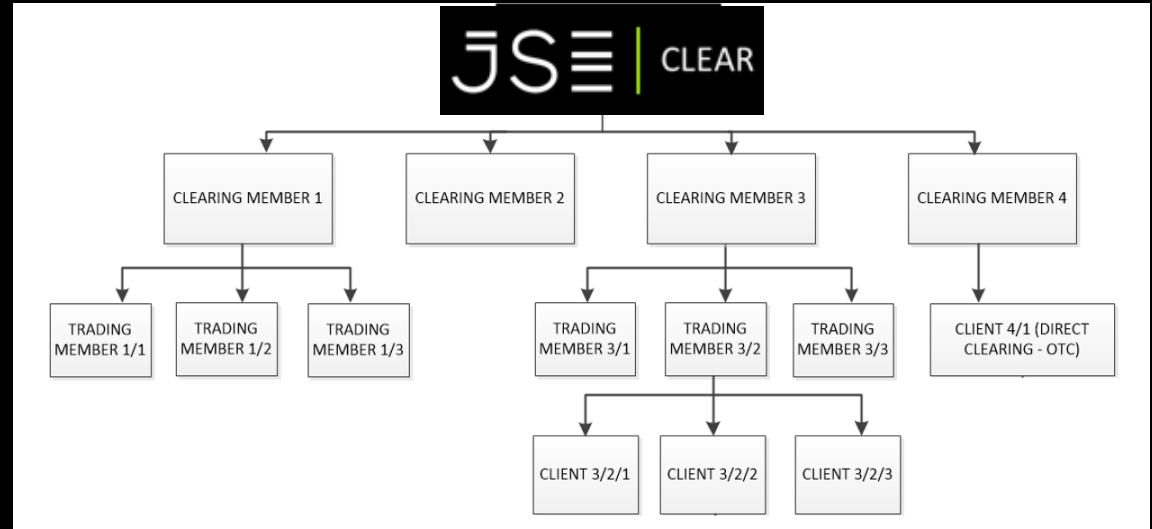 JSE | CLEAR
CLEARING MEMBER 1
CLEARING MEMBER 2
CLEARING MEMBER 3
CLEARING MEMBER 4
TRADING
MEMBER 1/1
TRADING
MEMBER 1/2
TRADING
MEMBER 1/3
TRADING
MEMBER 3/1
TRADING
MEMBER 3/2
TRADING
MEMBER 3/3
CLIENT 4/1 (DIRECT
CLEARING - OTC)
CLIENT 3/2/1
CLIENT 3/2/2
CLIENT 3/2/3